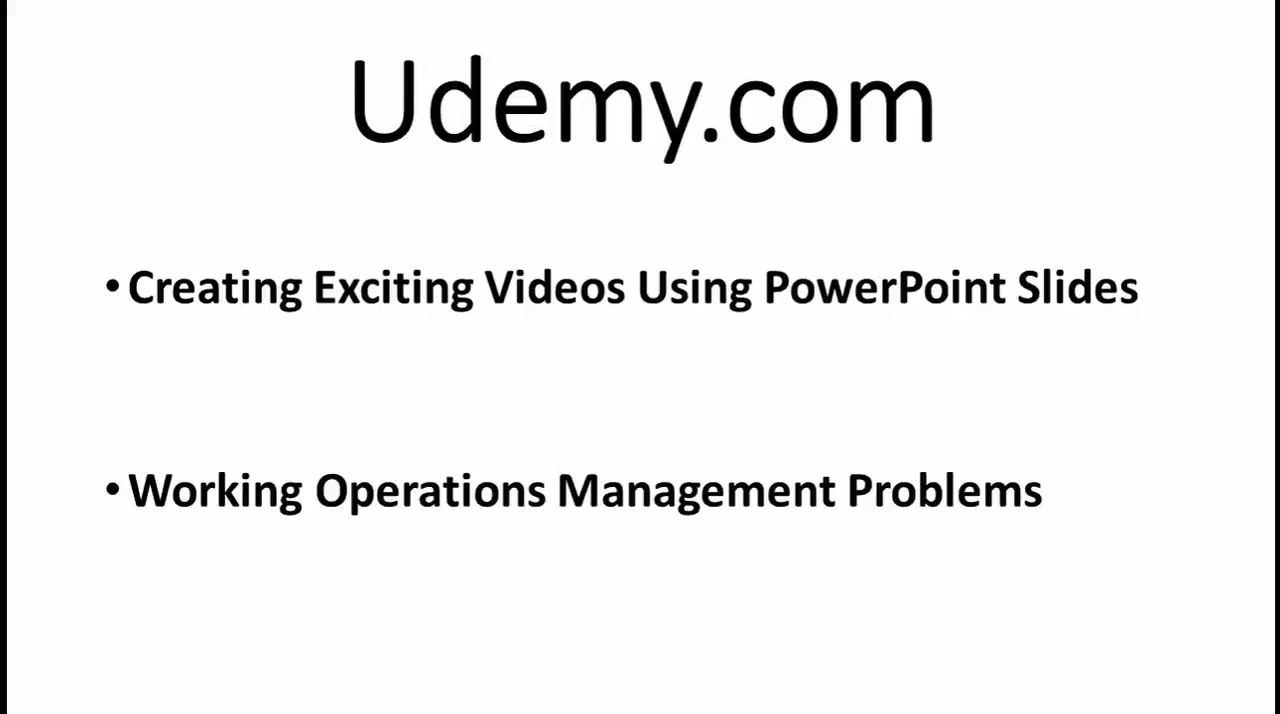 Udemy.com
• Creating Exciting Videos Using PowerPoint Slides
• Working Operations Management Problems